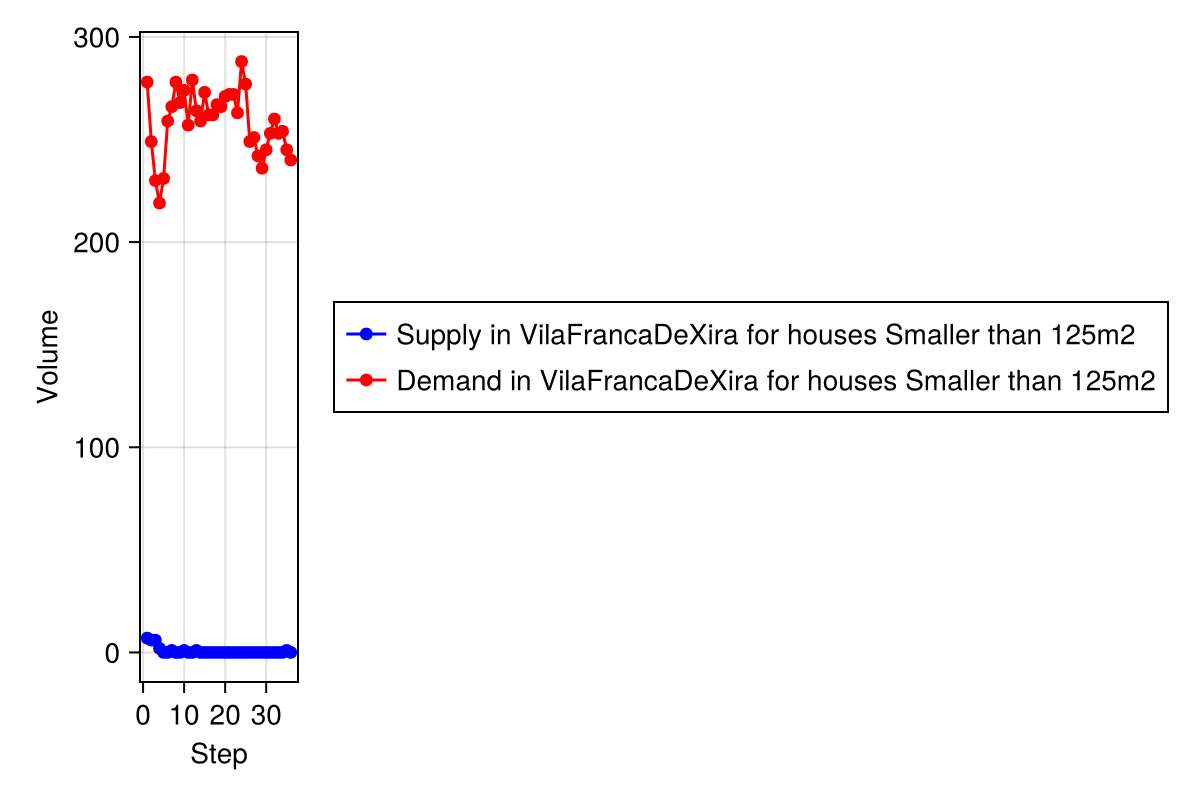 300
200
100
0
Volume
0 10 20 30
Step
Supply in VilaFrancaDeXira for houses Smaller than 125m2
Demand in VilaFrancaDeXira for houses Smaller than 125m2